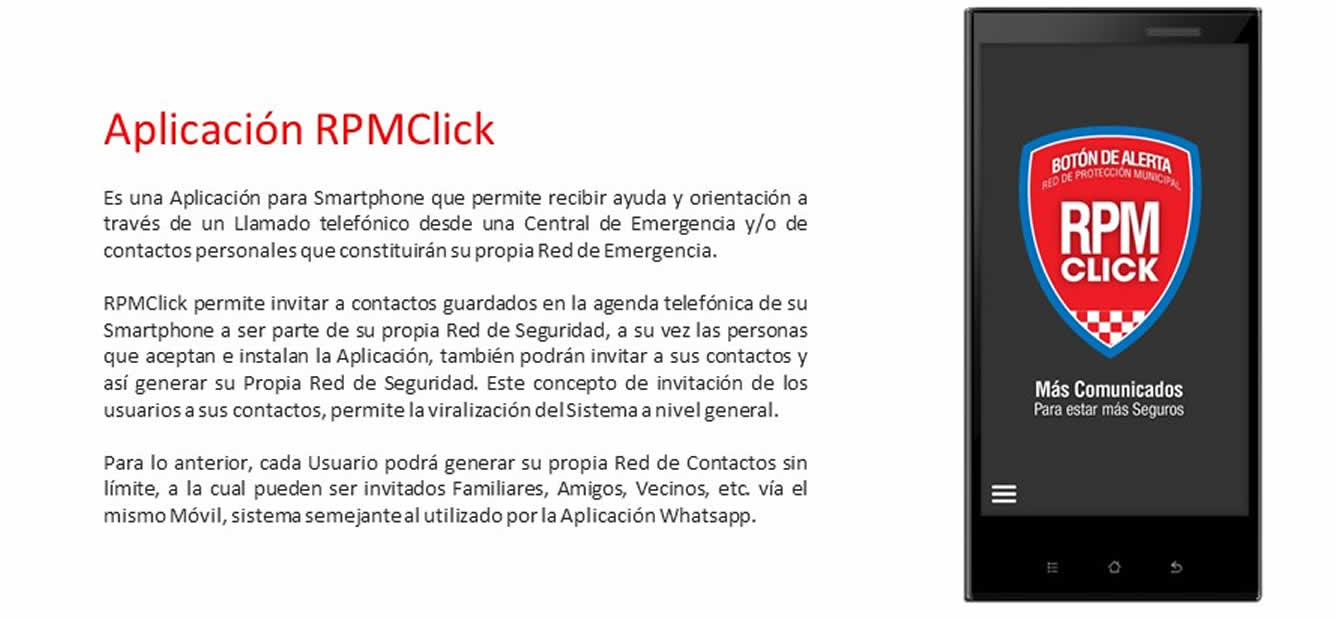 Aplicación RPMClick
Es una Aplicación para Smartphone que permite recibir ayuda y orientación a
través de un Llamado telefónico desde una Central de Emergencia y/o de
contactos personales que constituirán su propia Red de Emergencia.
RPMClick permite invitar a contactos guardados en la agenda telefónica de su
Smartphone a ser parte de su propia Red de Seguridad, a su vez las personas
que aceptan e instalan la Aplicación, también podrán invitar a sus contactos y
así generar su Propia Red de Seguridad. Este concepto de invitación de los
usuarios a sus contactos, permite la viralización del Sistema a nivel general.
Para lo anterior, cada Usuario podrá generar su propia Red de Contactos sin
límite, a la cual pueden ser invitados Familiares, Amigos, Vecinos, etc. vía el
mismo Móvil, sistema semejante al utilizado por la Aplicación Whatsapp.
BOTÓN DE ALERTA
RED DE PROTECCIÓN MUNICIPAL
RPM
CLICK
Más Comunicados
Para estar más Seguros